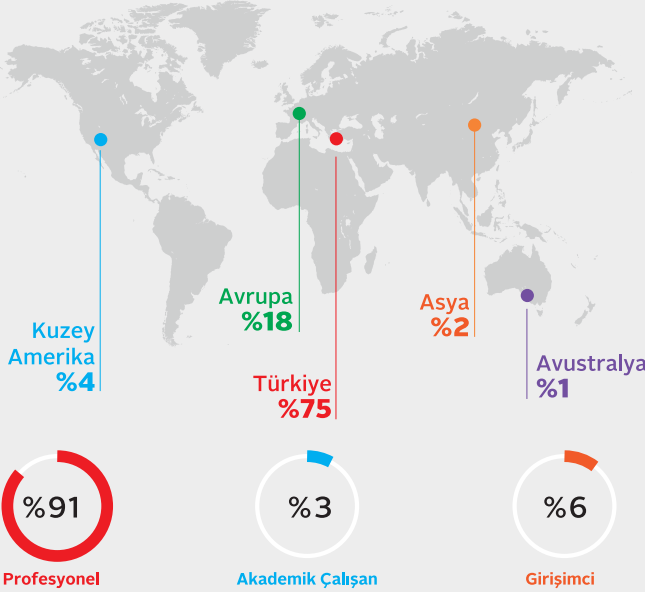 Kuzey
Amerika
%4
Avrupa
%18
Türkiye
%75
Asya
%2
Avustralya
%1
%91
Profesyonel
%3
Akademik Çalışan
%6
Girişimci